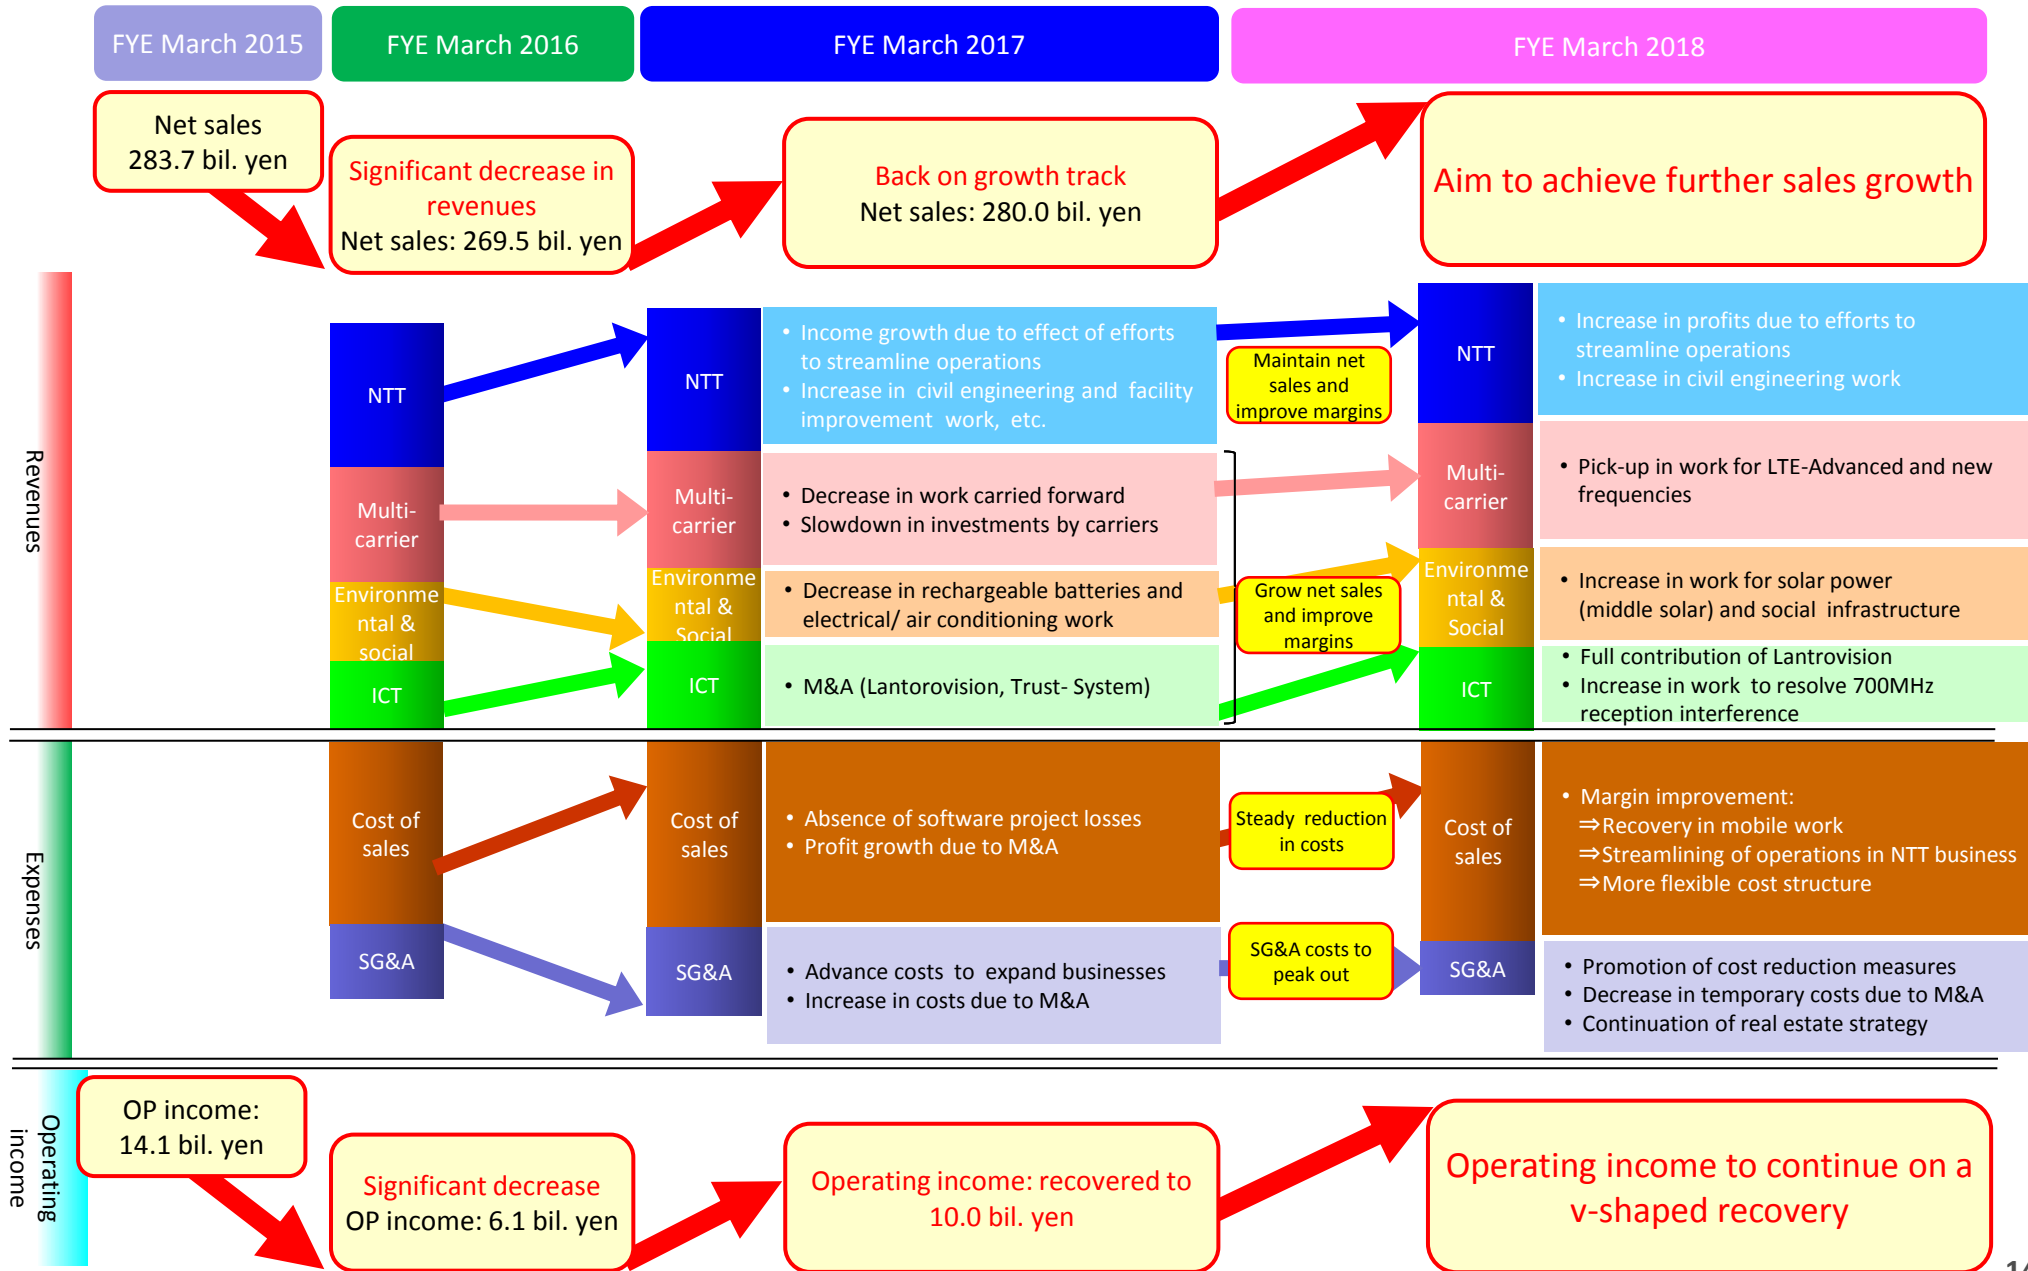 FYE March 2015
FYE March 2016
FYE March 2017
FYE March 2018
Net sales
283.7 bil. yen
Significant decrease in
revenues
Net sales: 269.5 bil. yen
Back on growth track
Net sales: 280.0 bil. yen
Aim to achieve further sales growth
Revenues
NTT
Multi-
carrier
Environme
ntal &
social
ICT
NTT
Multi-
carrier
Environme
ntal &
Social
ICT
• Income growth due to effect of efforts
to streamline operations
• Increase in civil engineering and facility
improvement work, etc.
• Decrease in work carried forward
• Slowdown in investments by carriers
• Decrease in rechargeable batteries and
electrical/ air conditioning work
• M&A (Lantorovision, Trust- System)
Maintain net
sales and
improve margins
Grow net sales
and improve
margins
NTT
Multi-
carrier
Environme
ntal &
Social
ICT
• Increase in profits due to efforts to
streamline operations
• Increase in civil engineering work
• Pick-up in work for LTE-Advanced and new
frequencies
• Increase in work for solar power
(middle solar) and social infrastructure
• Full contribution of Lantrovision
• Increase in work to resolve 700MHz
reception interference
Expenses
Cost of
sales
SG&A
Cost of
sales
SG&A
• Absence of software project losses
• Profit growth due to M&A
• Advance costs to expand businesses
• Increase in costs due to M&A
Steady reduction
in costs
SG&A costs to
peak out
Cost of
sales
SG&A
• Margin improvement:
⇒Recovery in mobile work
⇒Streamlining of operations in NTT business
⇒More flexible cost structure
• Promotion of cost reduction measures
• Decrease in temporary costs due to M&A
• Continuation of real estate strategy
Operating
income
OP income:
14.1 bil. yen
Significant decrease
OP income: 6.1 bil. yen
Operating income: recovered to
10.0 bil. yen
Operating income to continue on a
v-shaped recovery